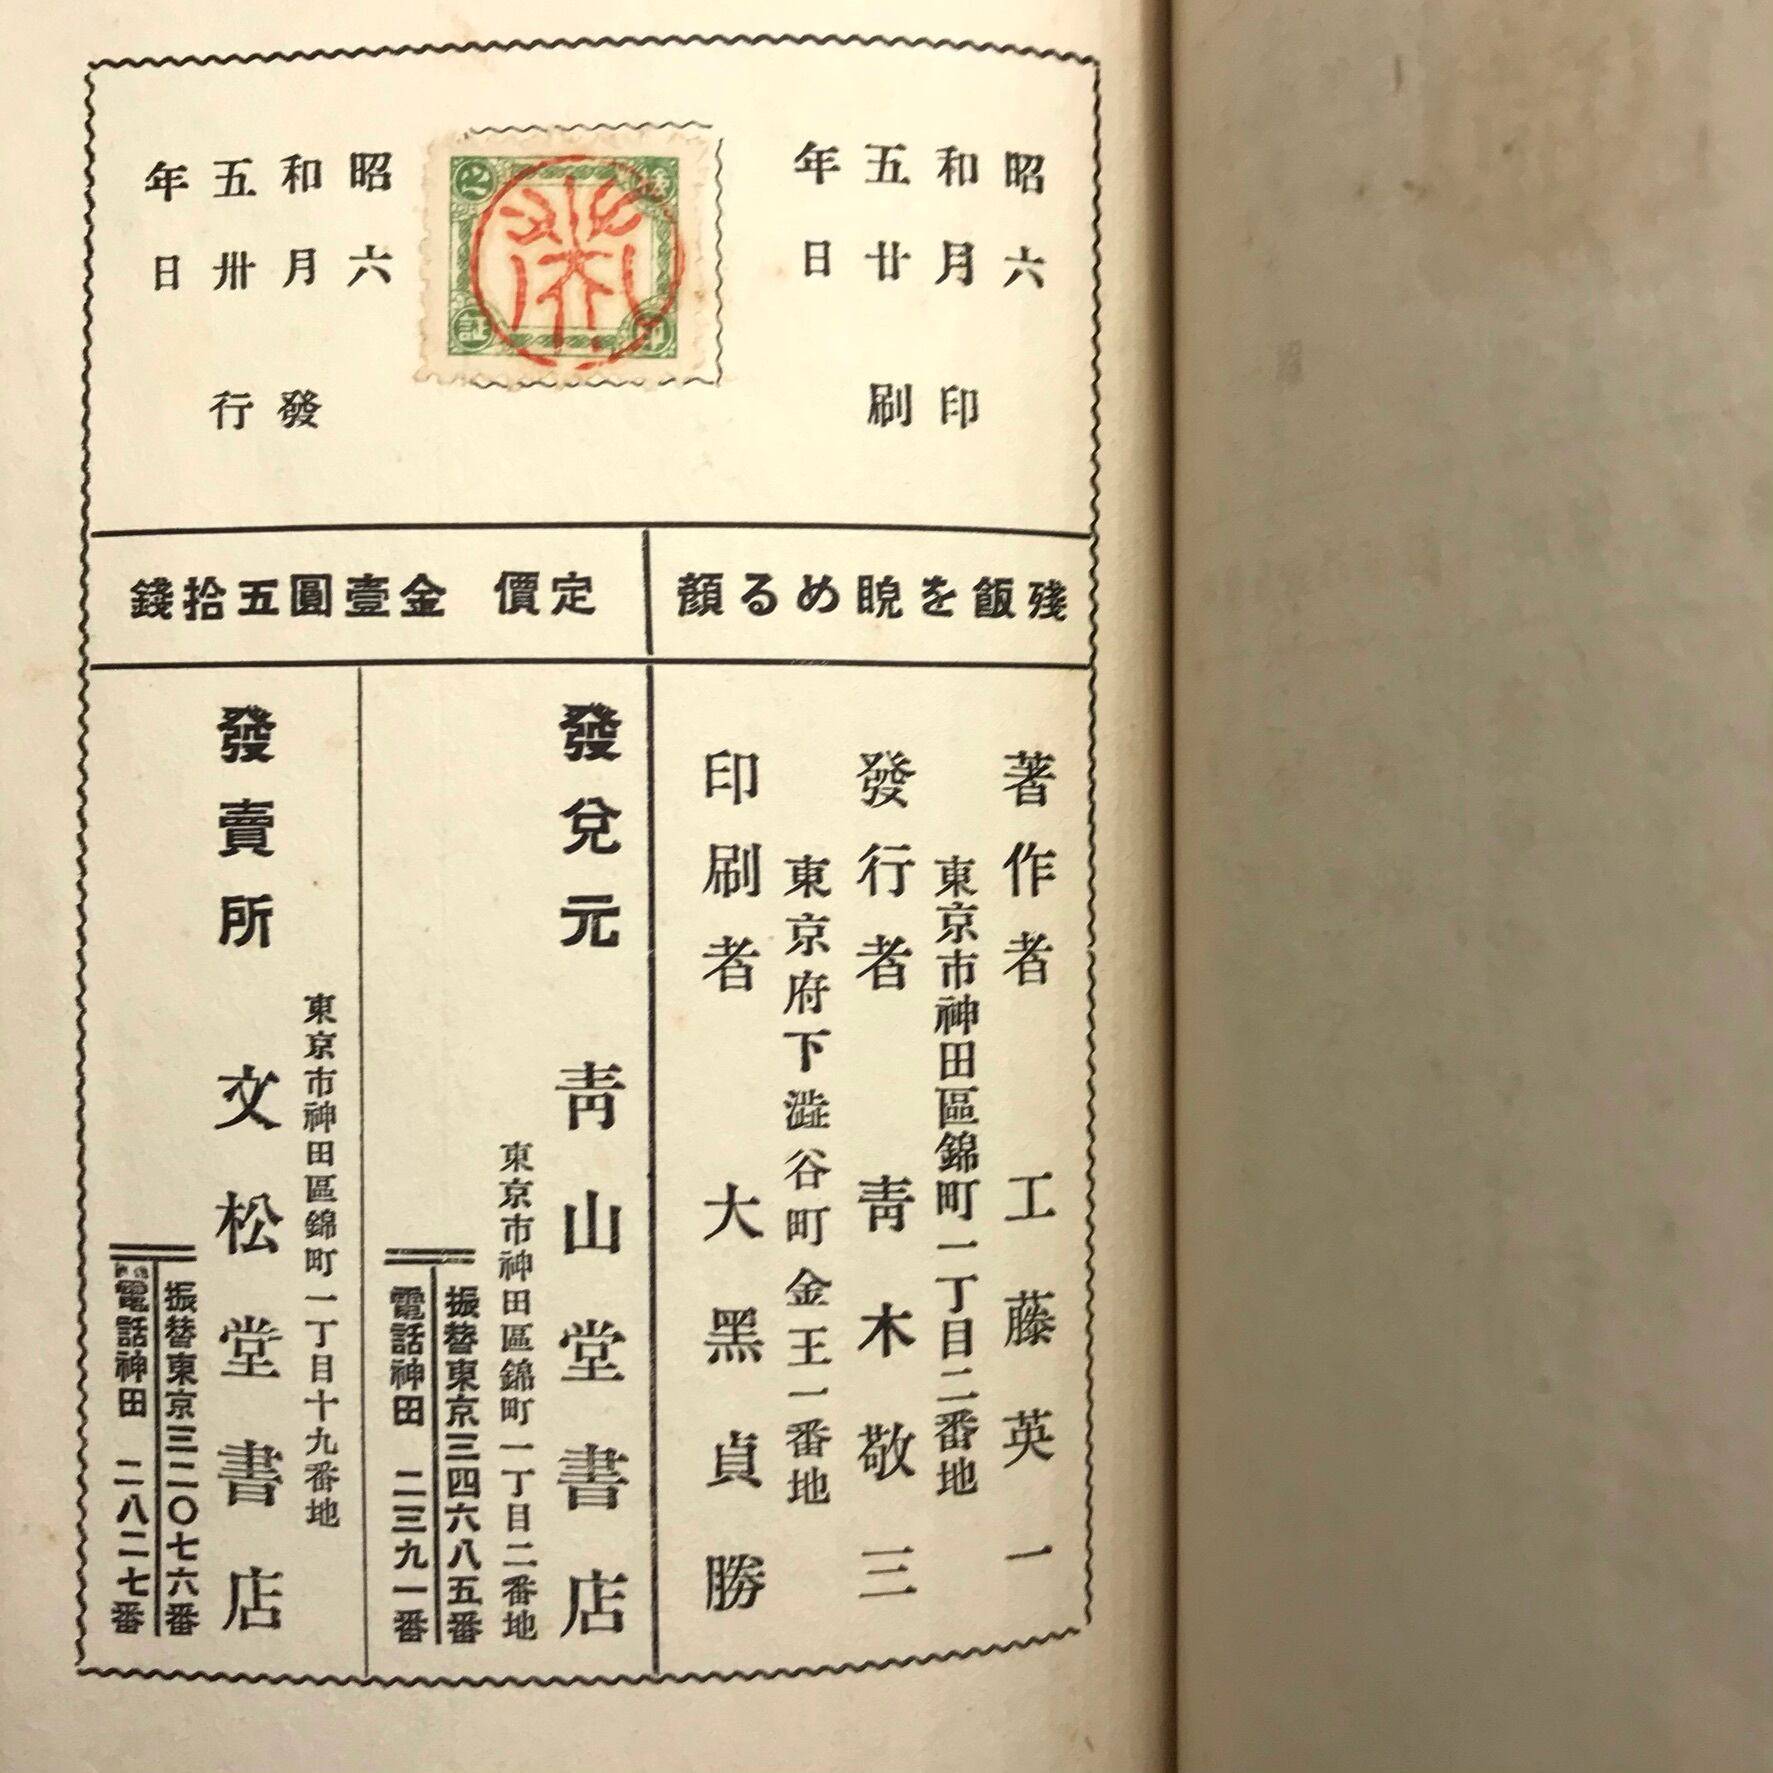 昭和五年
六月廿日
印刷
之
証
昭和五年
六月卅日
發行
殘飯を睨める顏
定價 金壹圓五拾錢
著作者 工藤英一
東京市神田區錦町一丁目二番地
發行者 靑木敬三
東京府下澁谷町金王一番地
印刷者 大黑貞勝
發兌元 靑山堂書店
東京市神田區錦町一丁目二番地
振替東京三四六八五番
電話神田 二三九一番
東京市神田區錦町一丁目十九番地
發賣所 文松堂書店
振替東京三二〇七六番
電話神田 二八二七番